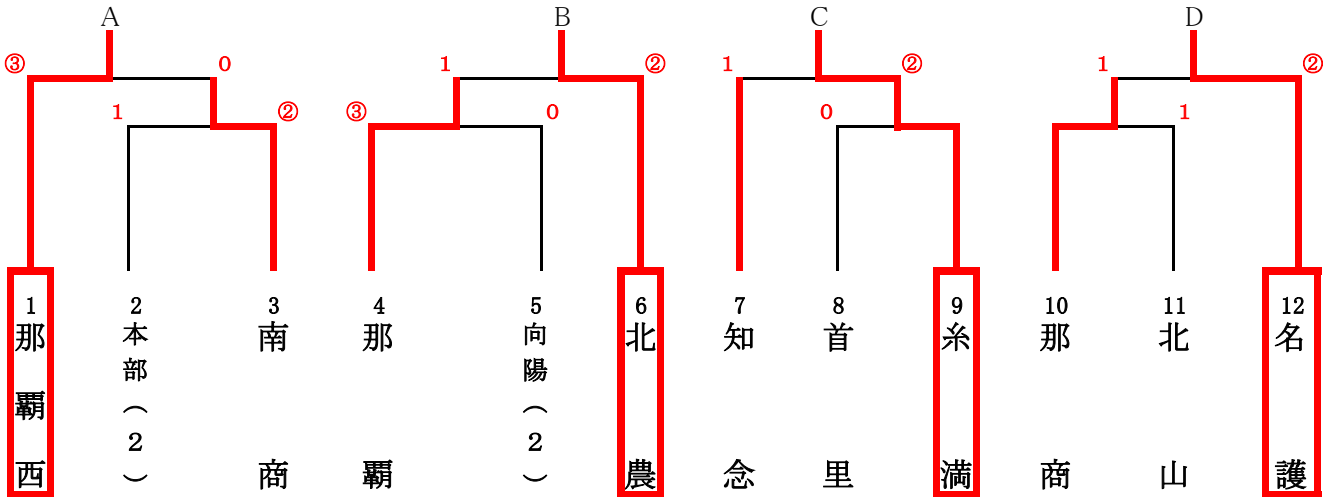 A B C D
③ 0 1 ② 1 ② 1 ②
1 ② ③ 0 0 1
1 2 3 4 5 6 7 8 9 10 11 12
那覇西
本部(2)
南商
那覇
向陽(2)
北農
知念
首里
糸満
那商
北山
名護